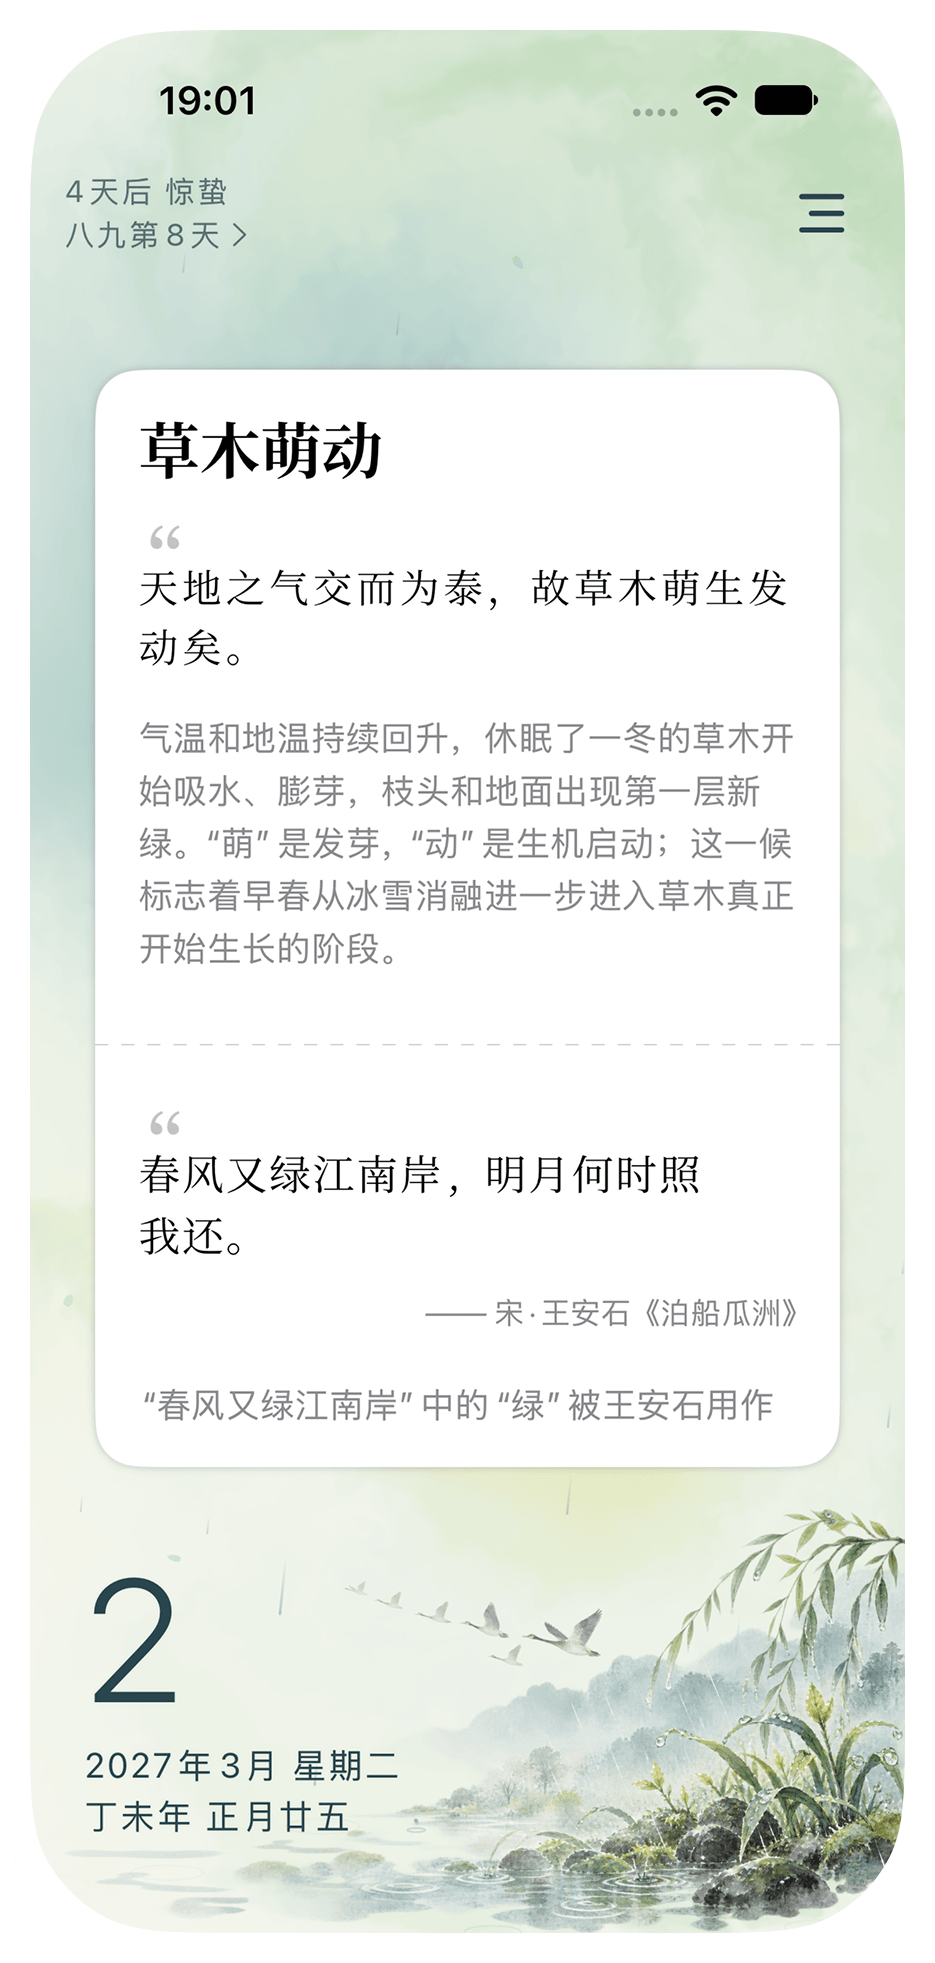 19:01
4天后 惊蛰
八九第8天 >
草木萌动
“
天地之气交而为泰，故草木萌生发
动矣。
气温和地温持续回升，休眠了一冬的草木开
始吸水、膨芽，枝头和地面出现第一层新
绿。“萌”是发芽，“动”是生机启动；这一候
标志着早春从冰雪消融进一步进入草木真正
开始生长的阶段。
“
春风又绿江南岸，明月何时照
我还。
—— 宋·王安石《泊船瓜洲》
“春风又绿江南岸”中的“绿”被王安石用作
2
2027年3月 星期二
丁未年 正月廿五